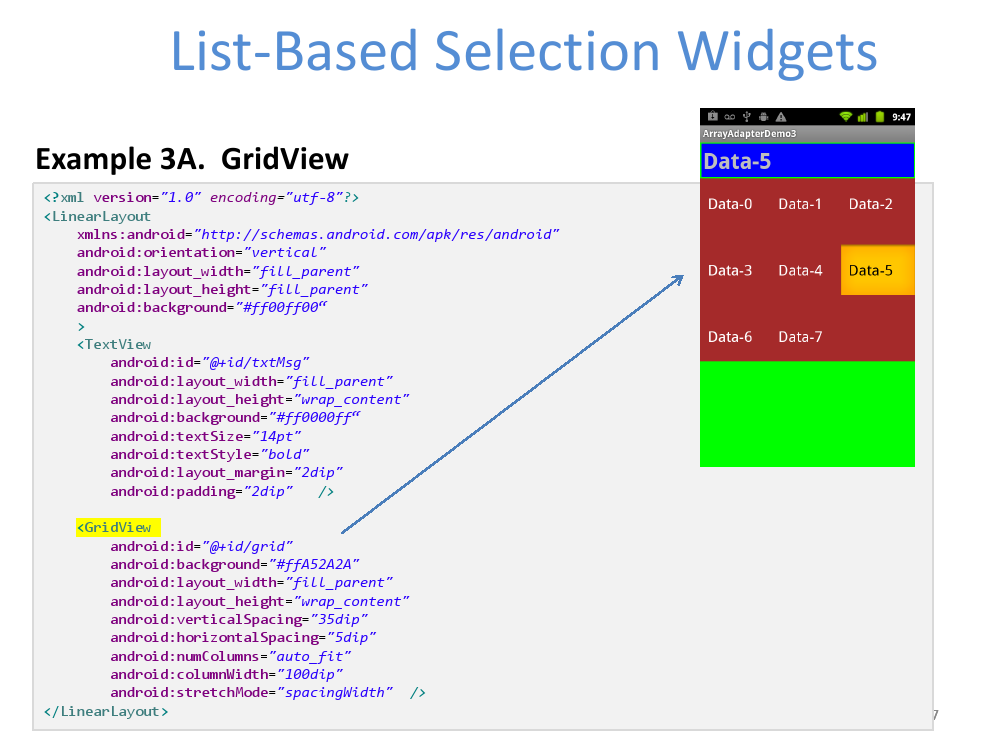 List-Based Selection Widgets
Example 3A.  GridView
<?xml version=”1.0” encoding=”utf-8”?>
<LinearLayout
xmlns:android=”http://schemas.android.com/apk/res/android”
android:orientation=”vertical”
android:layout_width=”fill_parent”
android:layout_height=”fill_parent”
android:background=”#ff00ff00“
>
<TextView
android:id=”@+id/txtMsg”
android:layout_width=”fill_parent”
android:layout_height=”wrap_content”
android:background=”#ff0000ff“
android:textSize=”14pt”
android:textStyle=”bold”
android:layout_margin=”2dip”
android:padding=”2dip”   />
<GridView
android:id=”@+id/grid”
android:background=”#ffA52A2A”
android:layout_width=”fill_parent”
android:layout_height=”wrap_content”
android:verticalSpacing=”35dip”
android:horizontalSpacing=”5dip”
android:numColumns=”auto_fit”
android:columnWidth=”100dip”
android:stretchMode=”spacingWidth”  />
</LinearLayout>
9:47
ArrayAdapterDemo3
Data-5
Data-0 Data-1 Data-2
Data-3 Data-4 Data-5
Data-6 Data-7
7